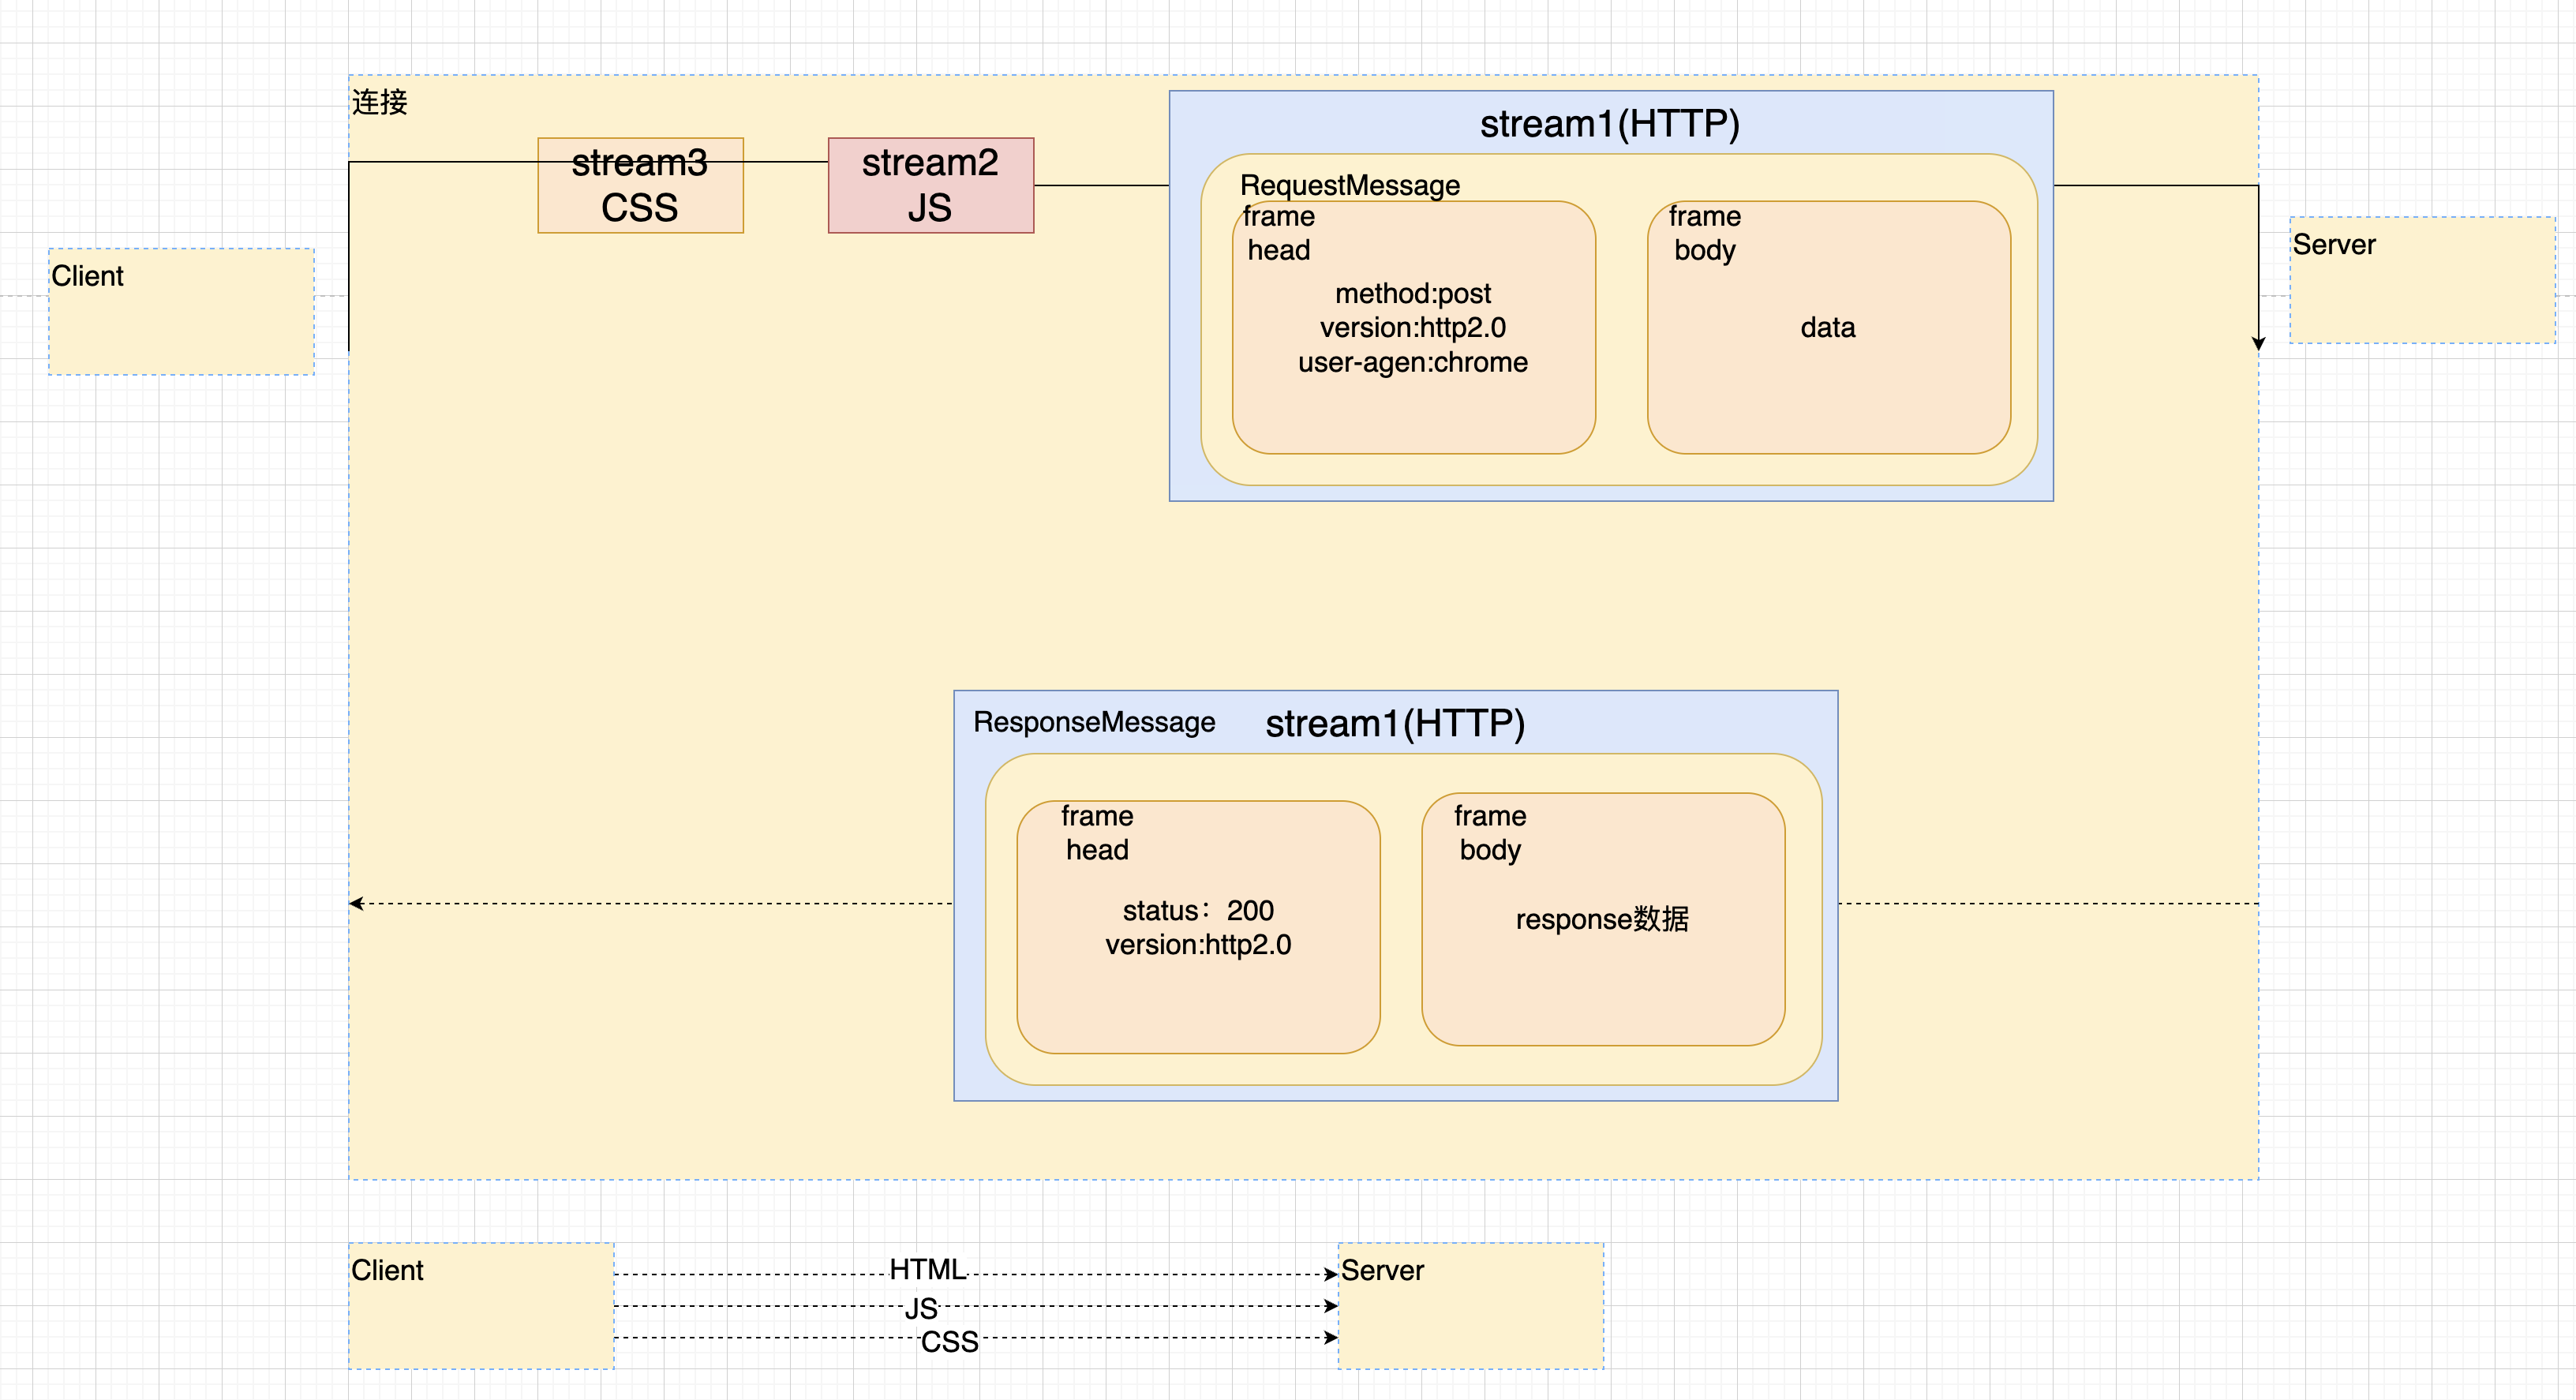 连接
stream3
CSS
stream2
JS
stream1(HTTP)
RequestMessage
frame
head
method:post
version:http2.0
user-agen:chrome
frame
body
data
Client
Server
ResponseMessage
stream1(HTTP)
frame
head
status：200
version:http2.0
frame
body
response数据
Client
HTML
JS
CSS
Server